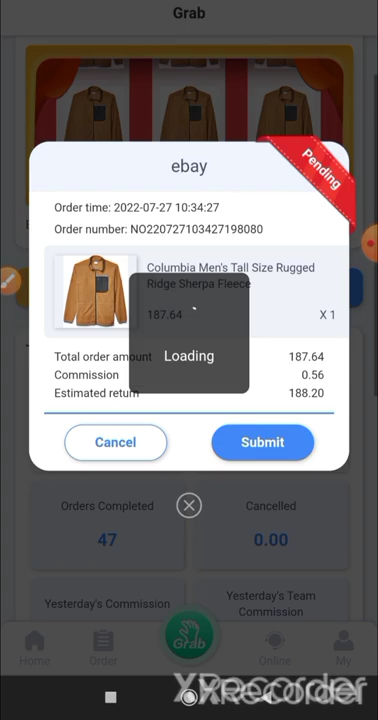 Grab
ebay
Pending
Order time: 2022-07-27 10:34:27
Order number: NO220727103427198080
Columbia Men's Tall Size Rugged
Ridge Sherpa Fleece
187.64
X 1
Loading
Total order amount 187.64
Commission 0.56
Estimated return 188.20
Cancel
Submit
Orders Completed
Cancelled
47
0.00
Yesterday's Commission
Yesterday's Team
Commission
Home
Order
Grab
Online
My
XRecorder